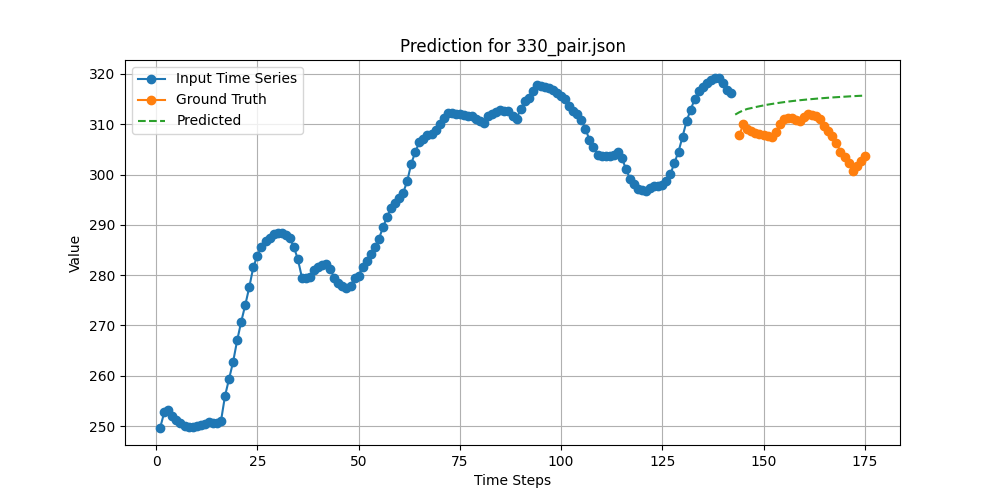 Prediction for 330_pair.json
Input Time Series
Ground Truth
Predicted
320
310
300
290
280
270
260
250
Value
0 25 50 75 100 125 150 175
Time Steps